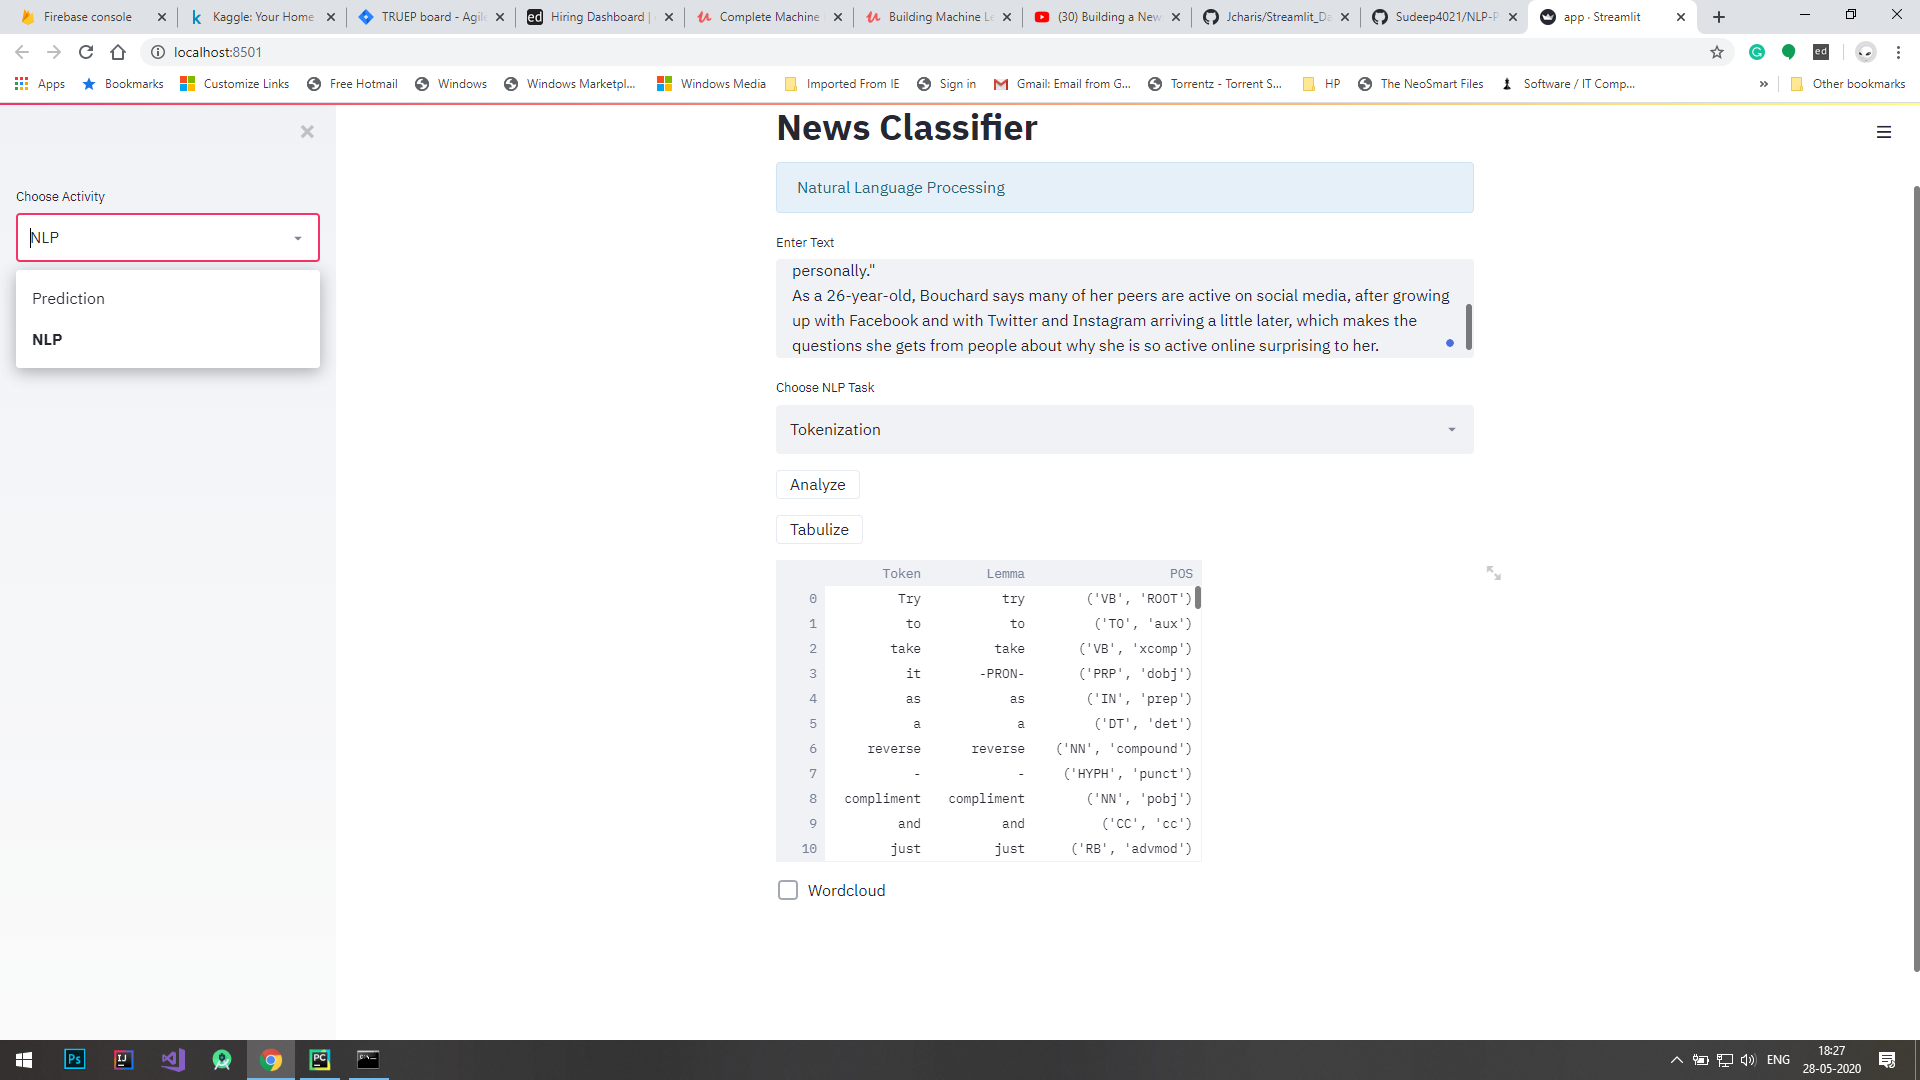 Firebase console
Kaggle: Your Home
TRUEP board - Agile
Hiring Dashboard |
Complete Machine
Building Machine Le
(30) Building a New
Jcharis/Streamlit_Da
Sudeep4021/NLP-P
app · Streamlit
localhost:8501
Apps
Bookmarks
Customize Links
Free Hotmail
Windows
Windows Marketpl...
Windows Media
Imported From IE
Sign in
Gmail: Email from G...
Torrentz - Torrent S...
HP
The NeoSmart Files
Software / IT Comp...
»
Other bookmarks
Choose Activity
NLP
Prediction
NLP
News Classifier
Natural Language Processing
Enter Text
personally."
As a 26-year-old, Bouchard says many of her peers are active on social media, after growing
up with Facebook and with Twitter and Instagram arriving a little later, which makes the
questions she gets from people about why she is so active online surprising to her.
Choose NLP Task
Tokenization
Analyze
Tabulize
Token Lemma POS
0 Try try ('VB', 'ROOT')
1 to to ('TO', 'aux')
2 take take ('VB', 'xcomp')
3 it -PRON- ('PRP', 'dobj')
4 as as ('IN', 'prep')
5 a a ('DT', 'det')
6 reverse reverse ('NN', 'compound')
7 - - ('HYPH', 'punct')
8 compliment compliment ('NN', 'pobj')
9 and and ('CC', 'cc')
10 just just ('RB', 'advmod')
Wordcloud
ENG
18:27
28-05-2020